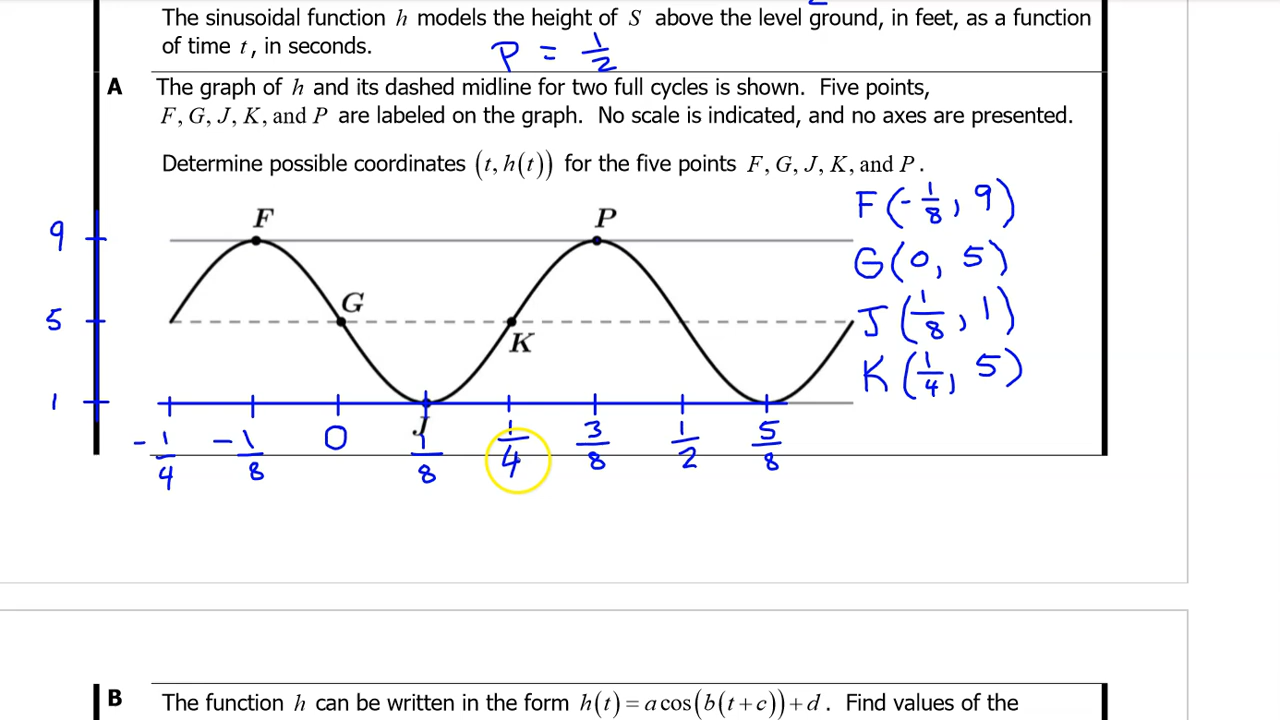 The sinusoidal function h models the height of S above the level ground, in feet, as a function
of time t, in seconds.
P = 1/2
A The graph of h and its dashed midline for two full cycles is shown. Five points,
F, G, J, K, and P are labeled on the graph. No scale is indicated, and no axes are presented.
Determine possible coordinates (t, h(t)) for the five points F, G, J, K, and P.
F(-1/8, 9)
F P
9
G(0, 5)
G
5
J(1/8, 1)
K
K(1/4, 5)
1
J
-1/4 -1/8 0 1/8 1/4 3/8 1/2 5/8
B The function h can be written in the form h(t) = a cos(b(t + c)) + d. Find values of the